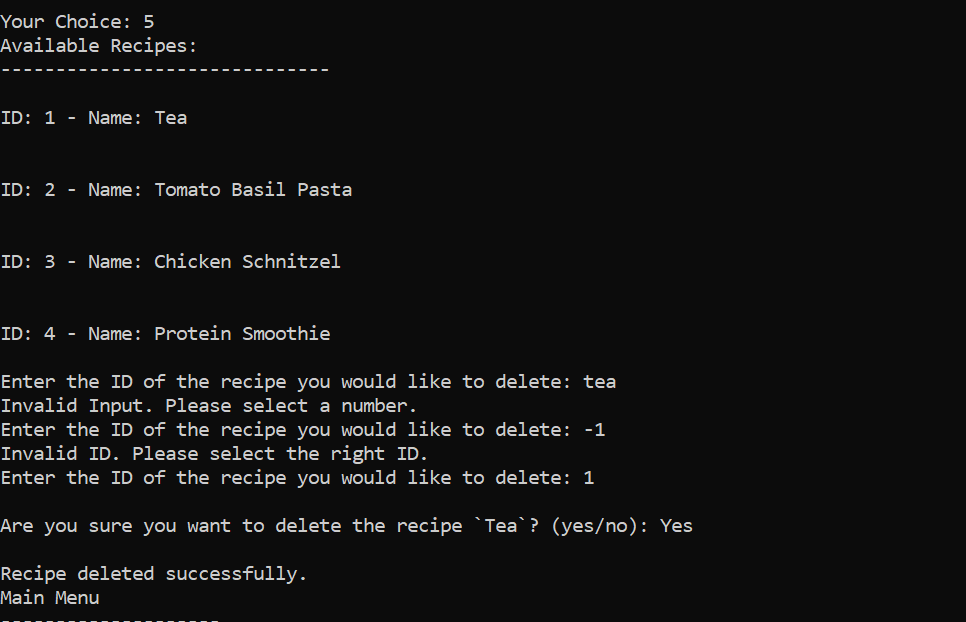 Your Choice: 5
Available Recipes:
------------------------------
ID: 1 - Name: Tea
ID: 2 - Name: Tomato Basil Pasta
ID: 3 - Name: Chicken Schnitzel
ID: 4 - Name: Protein Smoothie
Enter the ID of the recipe you would like to delete: tea
Invalid Input. Please select a number.
Enter the ID of the recipe you would like to delete: -1
Invalid ID. Please select the right ID.
Enter the ID of the recipe you would like to delete: 1
Are you sure you want to delete the recipe `Tea`? (yes/no): Yes
Recipe deleted successfully.
Main Menu
--------------------